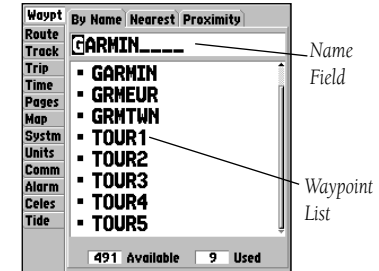 Waypt
Route
Track
Trip
Time
Pages
Map
Systm
Units
Comm
Alarm
Celes
Tide
By Name Nearest Proximity
GARMIN____
GARMIN
GRMEUR
GRMTWN
TOUR1
TOUR2
TOUR3
TOUR4
TOUR5
491 Available 9 Used
Name
Field
Waypoint
List